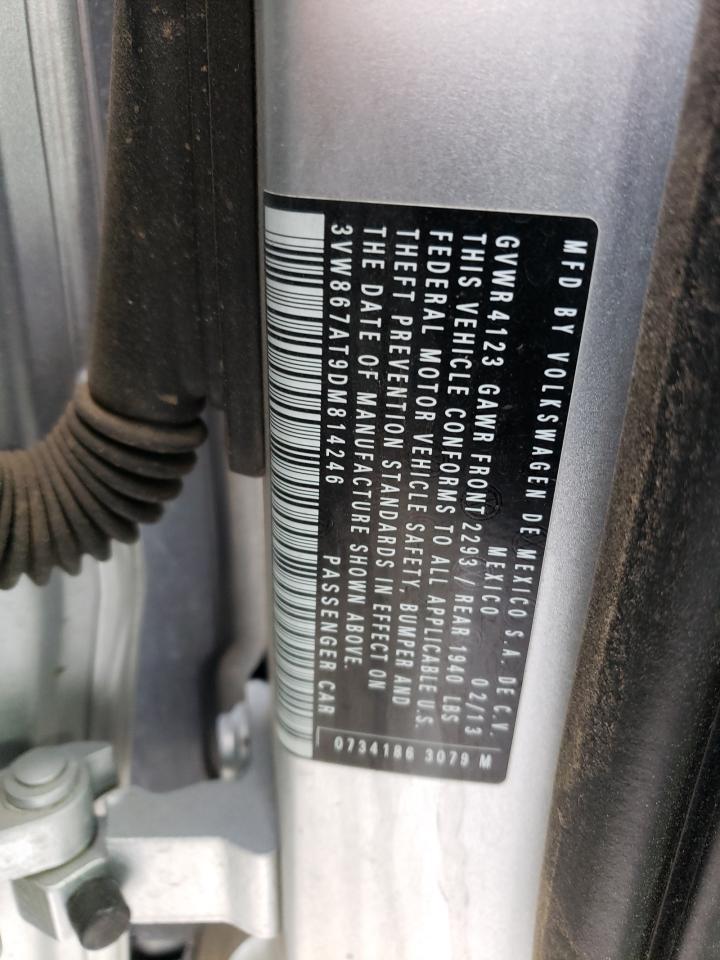 MFD BY VOLKSWAGEN DE MEXICO S.A. DE C.V.
MEXICO 02/13
GVWR 4123 GAWR FRONT 2293 / REAR 1940 LBS
THIS VEHICLE CONFORMS TO ALL APPLICABLE U.S.
FEDERAL MOTOR VEHICLE SAFETY, BUMPER AND
THEFT PREVENTION STANDARDS IN EFFECT ON
THE DATE OF MANUFACTURE SHOWN ABOVE.
3VW867AT9DM814246 PASSENGER CAR
0734186 3079 M